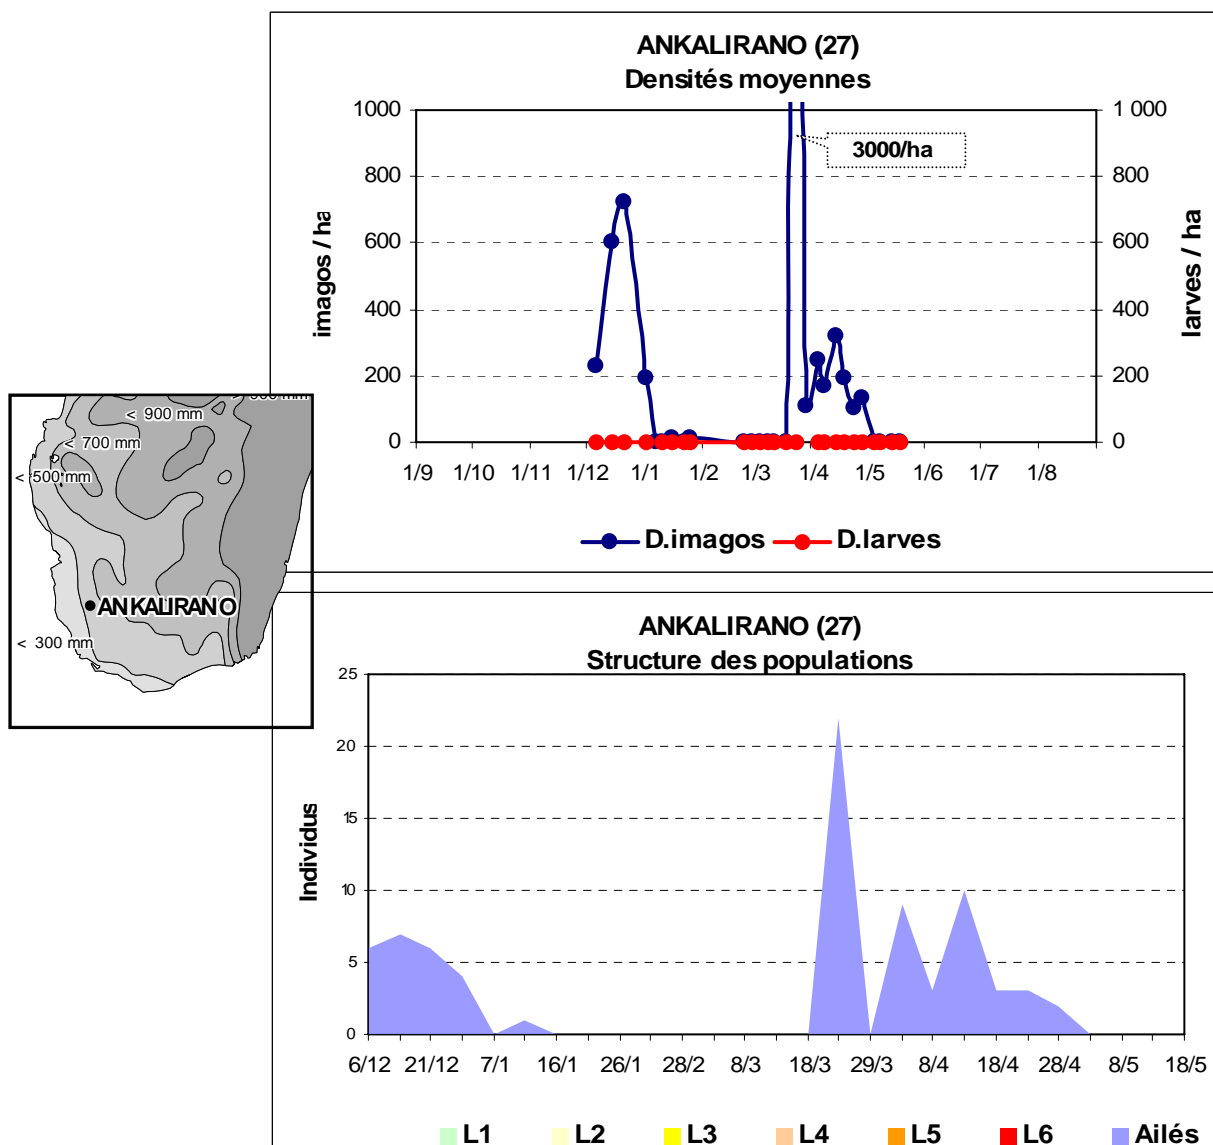 ANKALIRANO (27)
Densités moyennes
imagos / ha
larves / ha
1000
800
600
400
200
0
1 000
800
600
400
200
0
3000/ha
1/9 1/10 1/11 1/12 1/1 1/2 1/3 1/4 1/5 1/6 1/7 1/8
D.imagos D.larves
< 900 mm
< 700 mm
< 500 mm
ANKALIRANO
< 300 mm
ANKALIRANO (27)
Structure des populations
Individus
25
20
15
10
5
0
6/12 21/12 7/1 16/1 26/1 28/2 8/3 18/3 29/3 8/4 18/4 28/4 8/5 18/5
L1 L2 L3 L4 L5 L6 Ailés